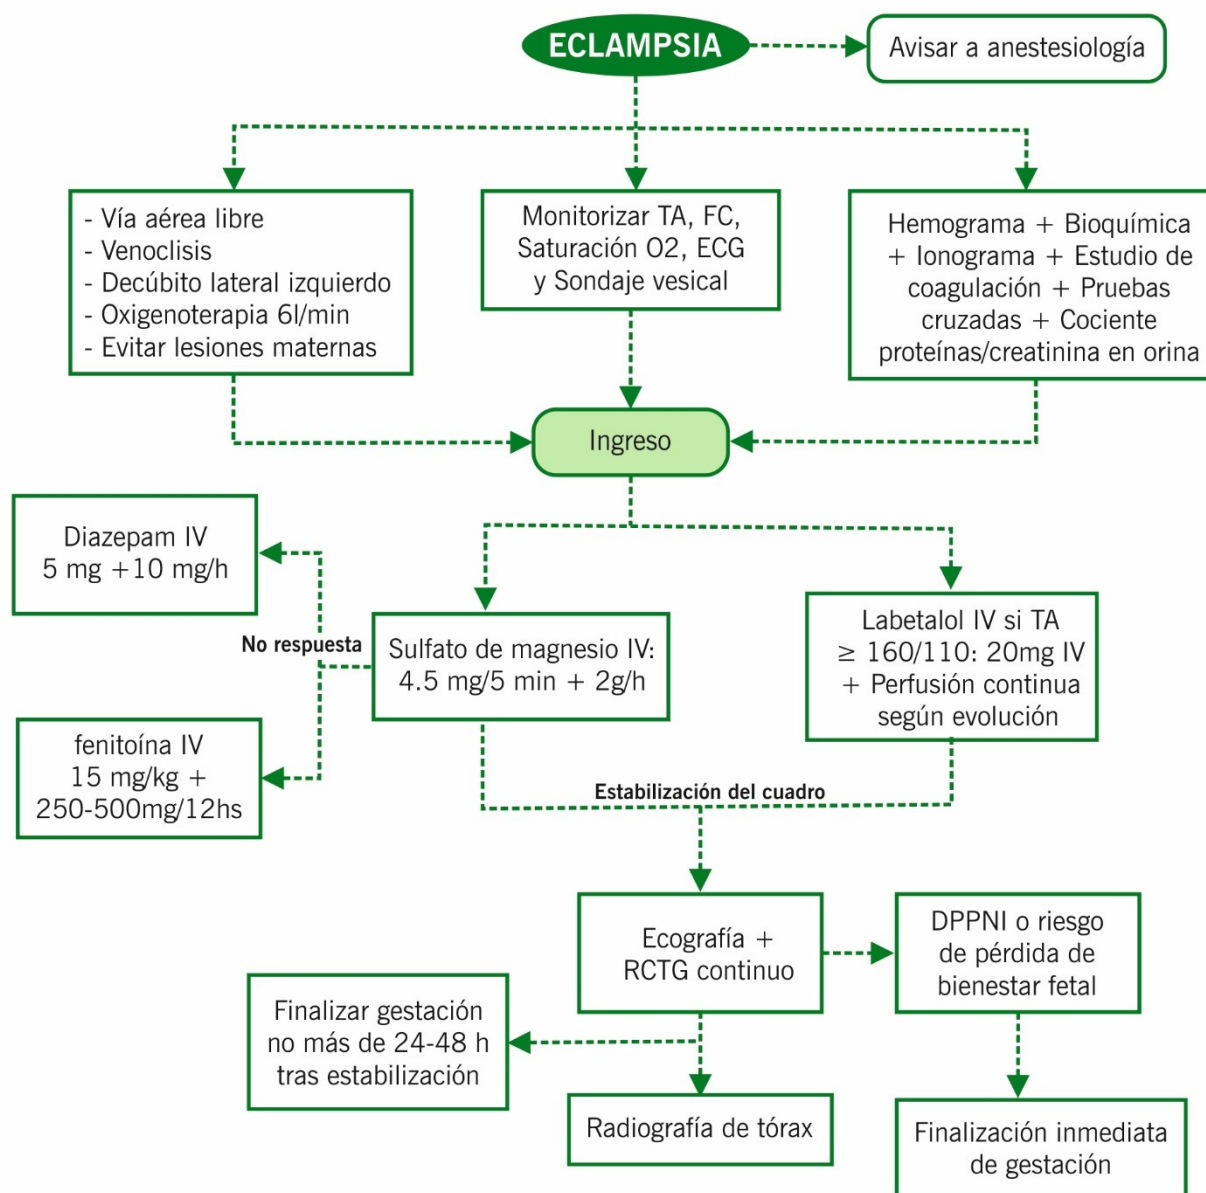 ECLAMPSIA
Avisar a anestesiología
- Vía aérea libre
- Venoclisis
- Decúbito lateral izquierdo
- Oxigenoterapia 6l/min
- Evitar lesiones maternas
Monitorizar TA, FC,
Saturación O2, ECG
y Sondaje vesical
Hemograma + Bioquímica
+ Ionograma + Estudio de
coagulación + Pruebas
cruzadas + Cociente
proteínas/creatinina en orina
Ingreso
Diazepam IV
5 mg +10 mg/h
No respuesta
fenitoína IV
15 mg/kg +
250-500mg/12hs
Sulfato de magnesio IV:
4.5 mg/5 min + 2g/h
Labetalol IV si TA
≥ 160/110: 20mg IV
+ Perfusión continua
según evolución
Estabilización del cuadro
Ecografía +
RCTG continuo
DPPNI o riesgo
de pérdida de
bienestar fetal
Finalizar gestación
no más de 24-48 h
tras estabilización
Radiografía de tórax
Finalización inmediata
de gestación